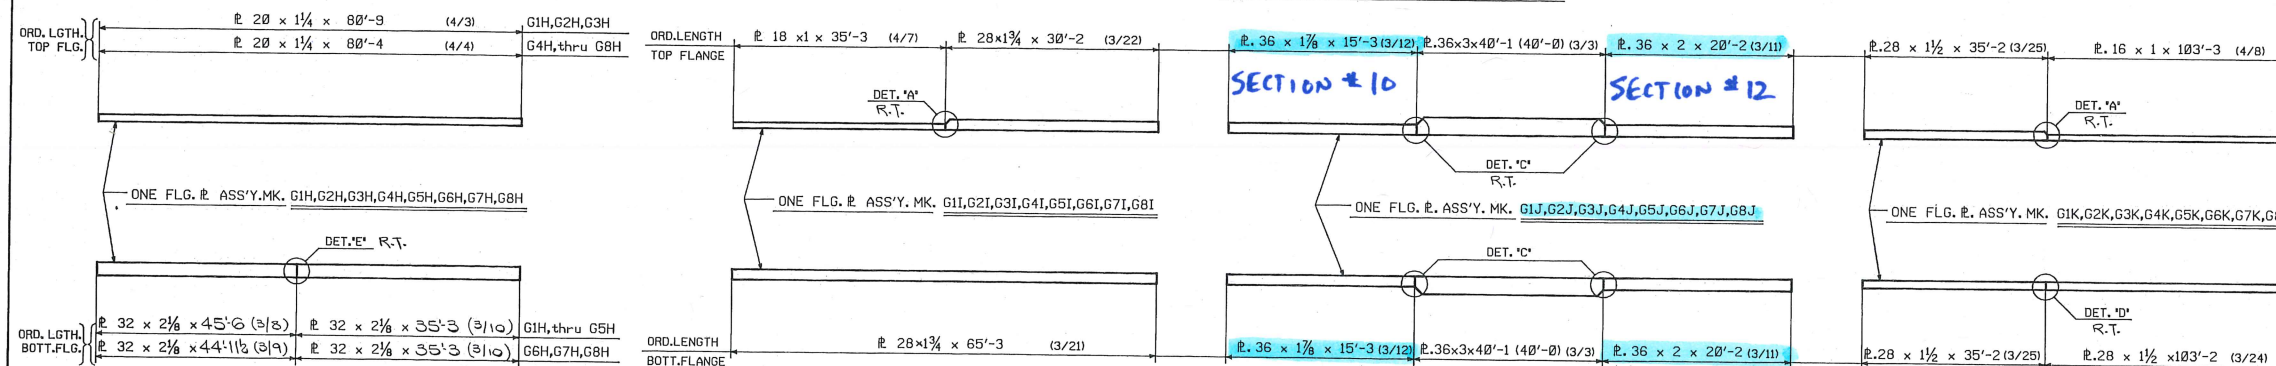 ORD. LGTH.
TOP FLG.
℄ 20 x 1¼ x 80'-9 (4/3) G1H,G2H,G3H
℄ 20 x 1¼ x 80'-4 (4/4) G4H,thru G8H
ORD.LENGTH
TOP FLANGE
℄ 18 x1 x 35'-3 (4/7) ℄ 28x1¾ x 30'-2 (3/22)
℄. 36 x 1⅞ x 15'-3 (3/12) ℄.36x3x40'-1 (40'-0) (3/3) ℄. 36 x 2 x 20'-2 (3/11)
℄.28 x 1½ x 35'-2 (3/25) ℄.16 x 1 x 103'-3 (4/8)
SECTION # 10
SECTION # 12
DET. "A"
R.T.
DET. "C"
R.T.
DET. "A"
R.T.
ONE FLG. ℄ ASS'Y.MK. G1H,G2H,G3H,G4H,G5H,G6H,G7H,G8H
ONE FLG. ℄ ASS'Y. MK. G1I,G2I,G3I,G4I,G5I,G6I,G7I,G8I
ONE FLG. ℄. ASS'Y. MK. G1J,G2J,G3J,G4J,G5J,G6J,G7J,G8J
ONE FLG. ℄. ASS'Y. MK. G1K,G2K,G3K,G4K,G5K,G6K,G7K,G8
DET."E" R.T.
DET. "C"
DET. "D"
R.T.
ORD. LGTH.
BOTT.FLG.
℄ 32 x 2⅛ x 45'-6 (3/8) ℄ 32 x 2⅛ x 35'-3 (3/10) G1H,thru G5H
℄ 32 x 2⅛ x 44'-11½ (3/9) ℄ 32 x 2⅛ x 35'-3 (3/10) G6H,G7H,G8H
ORD.LENGTH
BOTT.FLANGE
℄ 28x1¾ x 65'-3 (3/21)
℄. 36 x 1⅞ x 15'-3 (3/12) ℄.36x3x40'-1 (40'-0) (3/3) ℄. 36 x 2 x 20'-2 (3/11)
℄.28 x 1½ x 35'-2 (3/25) ℄.28 x 1½ x103'-2 (3/24)